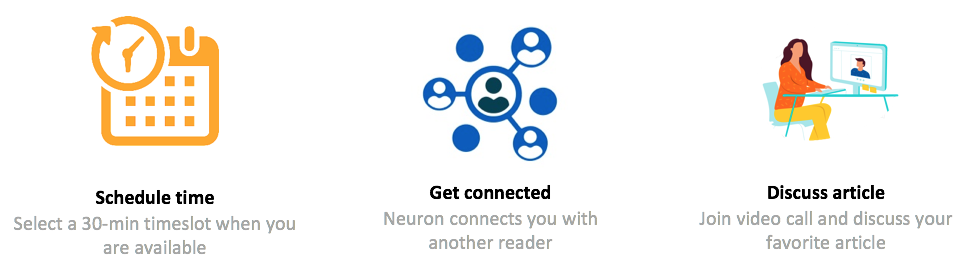 Schedule time
Select a 30-min timeslot when you
are available
Get connected
Neuron connects you with
another reader
Discuss article
Join video call and discuss your
favorite article